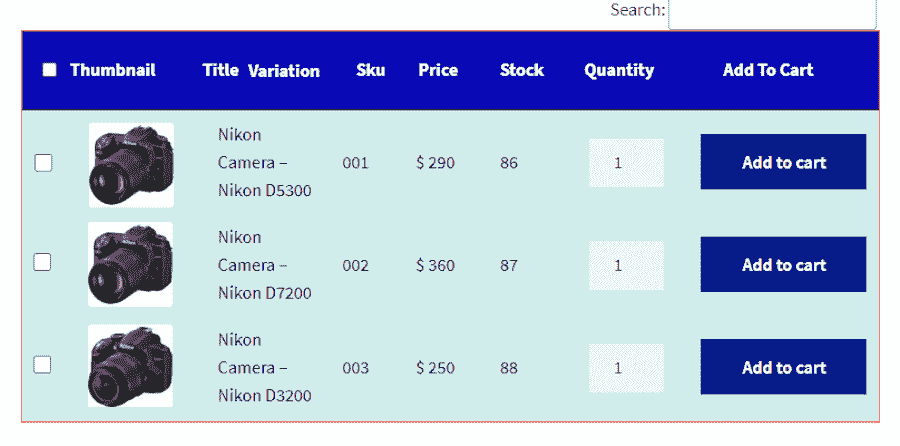 Search:
Thumbnail Title Variation Sku Price Stock Quantity Add To Cart
Nikon
Camera –
Nikon D5300
001 $ 290 86 1 Add to cart
Nikon
Camera –
Nikon D7200
002 $ 360 87 1 Add to cart
Nikon
Camera –
Nikon D3200
003 $ 250 88 1 Add to cart